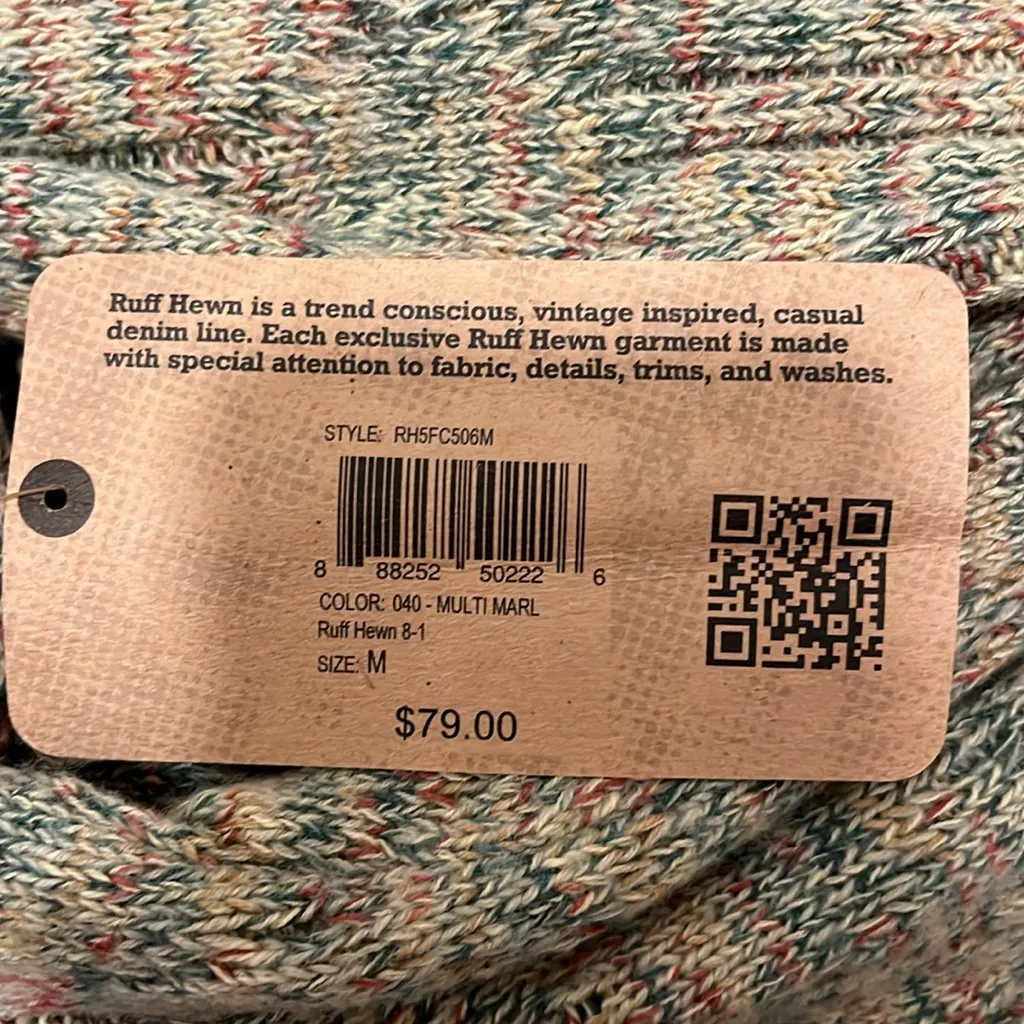 Ruff Hewn is a trend conscious, vintage inspired, casual
denim line. Each exclusive Ruff Hewn garment is made
with special attention to fabric, details, trims, and washes.
STYLE: RH5FC506M
8 88252 50222 6
COLOR: 040 - MULTI MARL
Ruff Hewn 8-1
SIZE: M
$79.00